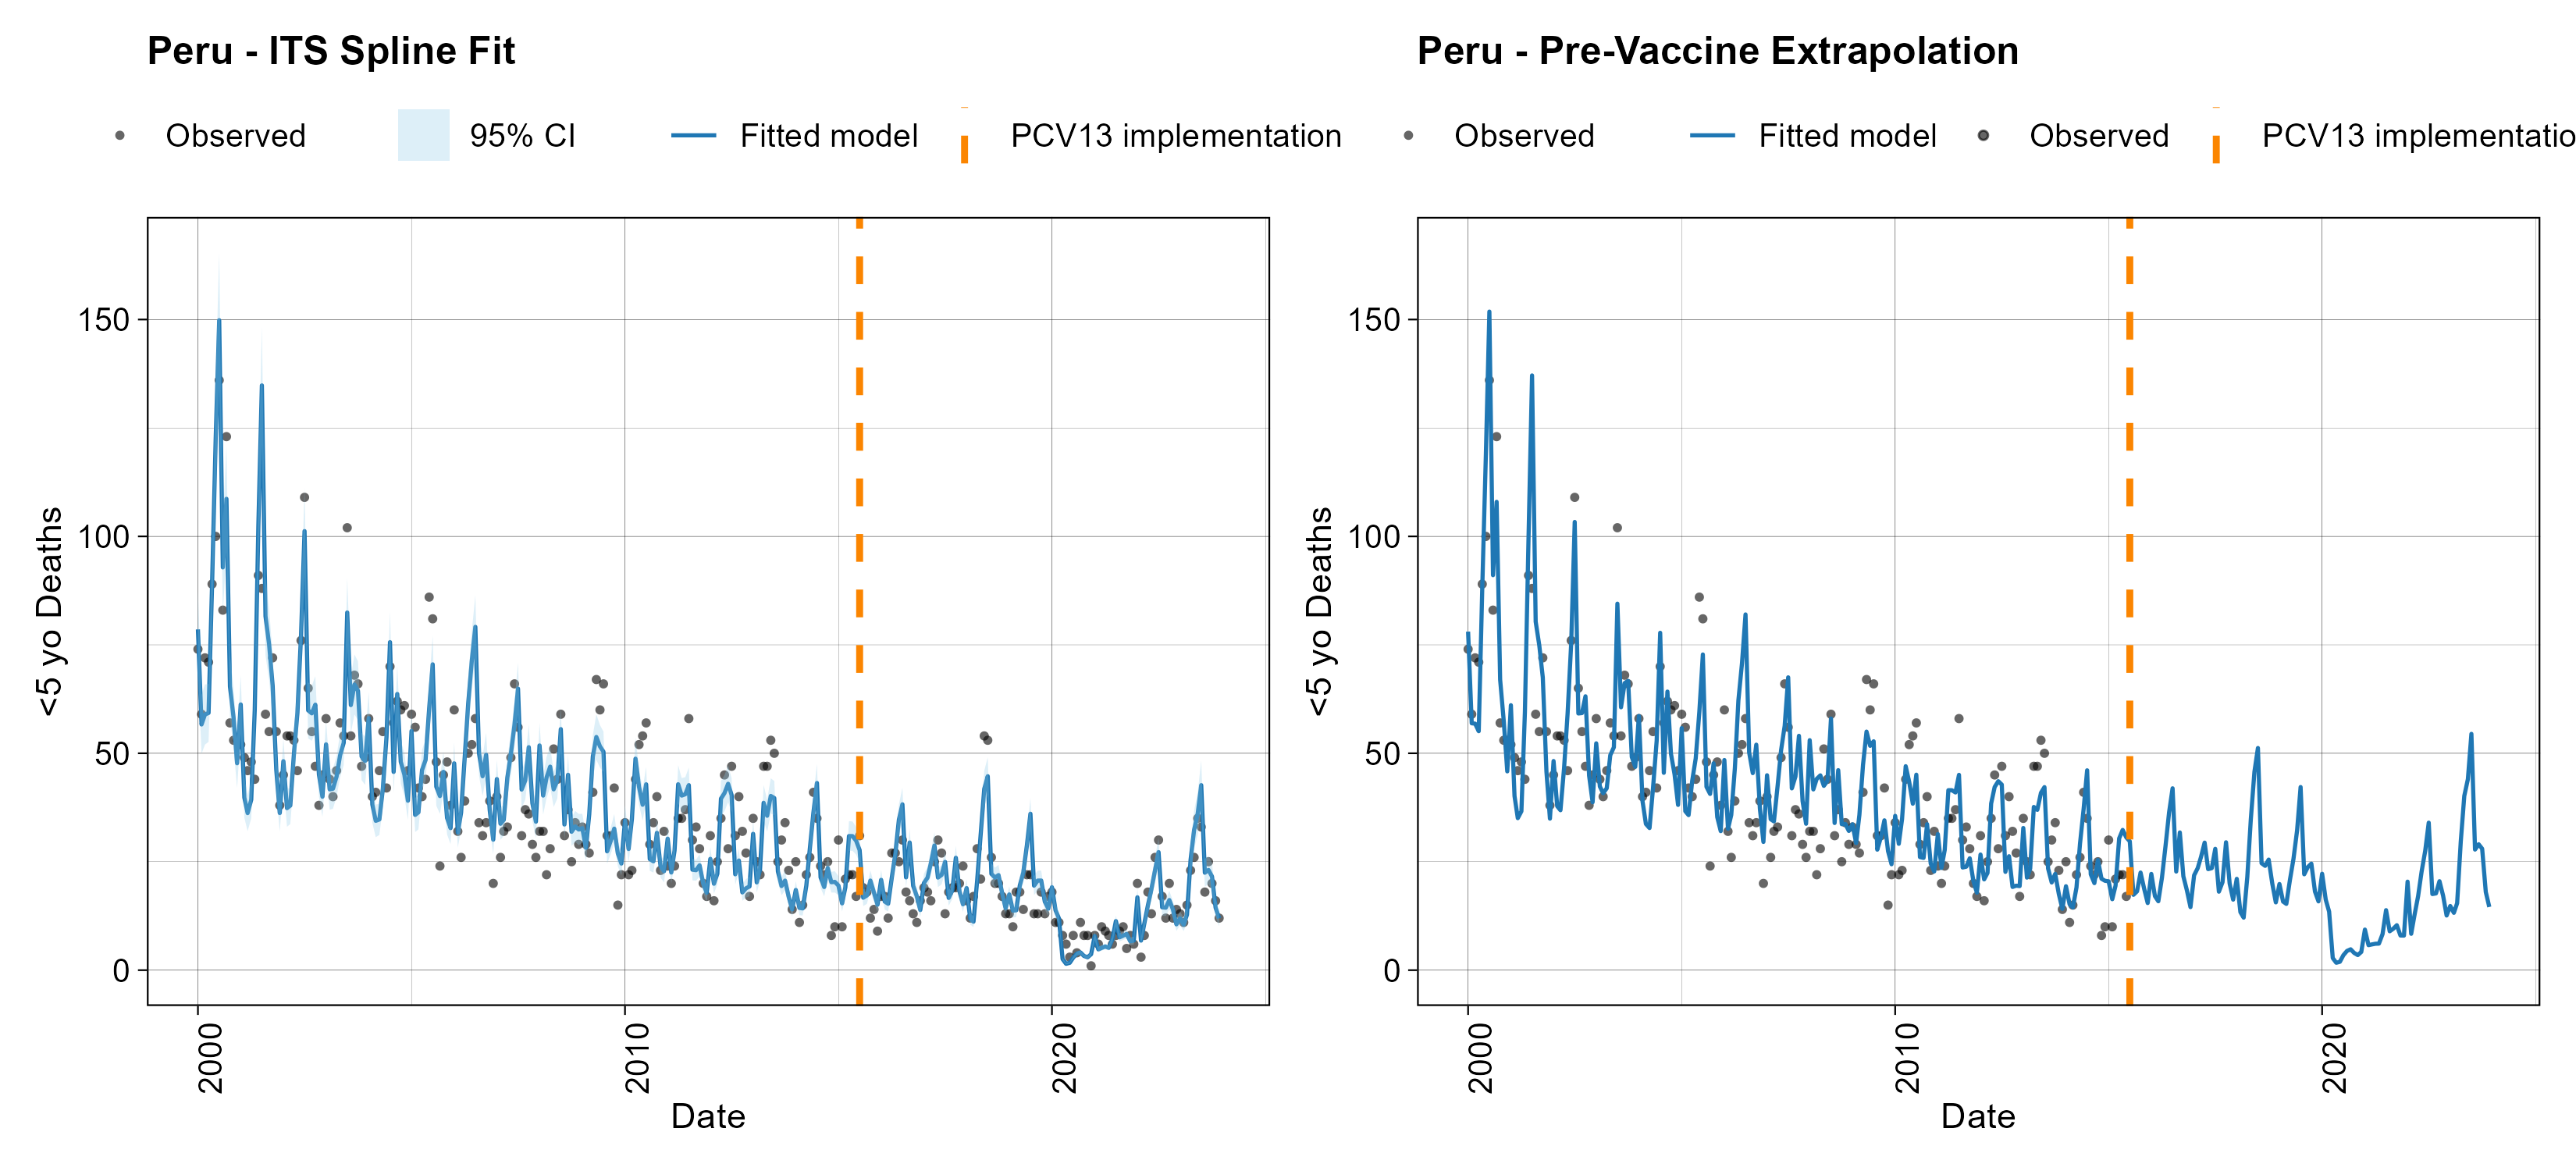 Peru - ITS Spline Fit
Observed 95% CI Fitted model PCV13 implementation
150
100
50
0
<5 yo Deaths
2000 2010 2020
Date
Peru - Pre-Vaccine Extrapolation
Observed Fitted model Observed PCV13 implementatio
150
100
50
0
<5 yo Deaths
2000 2010 2020
Date